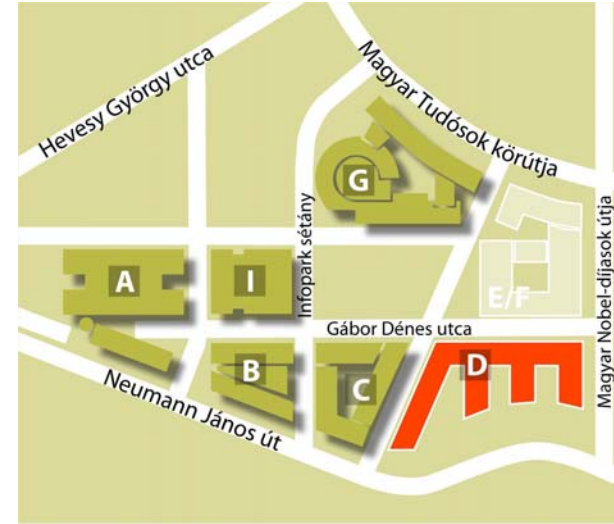 Hevesy György utca
Magyar Tudósok körútja
G
Infopark sétány
Magyar Nobel-díjasok útja
A
I
E/F
Gábor Dénes utca
B
C
D
Neumann János út